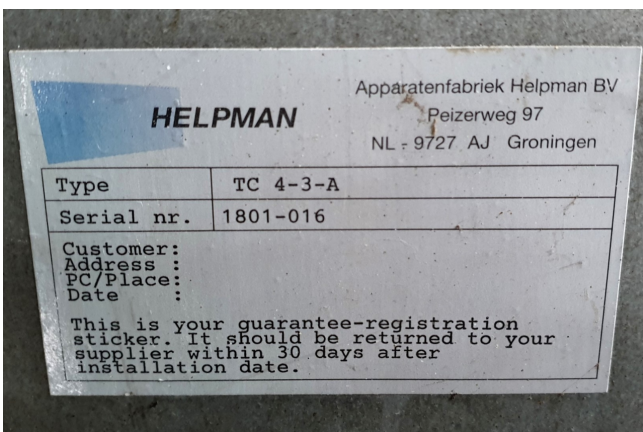 HELPMAN
Apparatenfabriek Helpman BV
Peizerweg 97
NL - 9727 AJ Groningen
Type TC 4-3-A
Serial nr. 1801-016
Customer:
Address :
PC/Place:
Date :
This is your guarantee-registration
sticker. It should be returned to your
supplier within 30 days after
installation date.